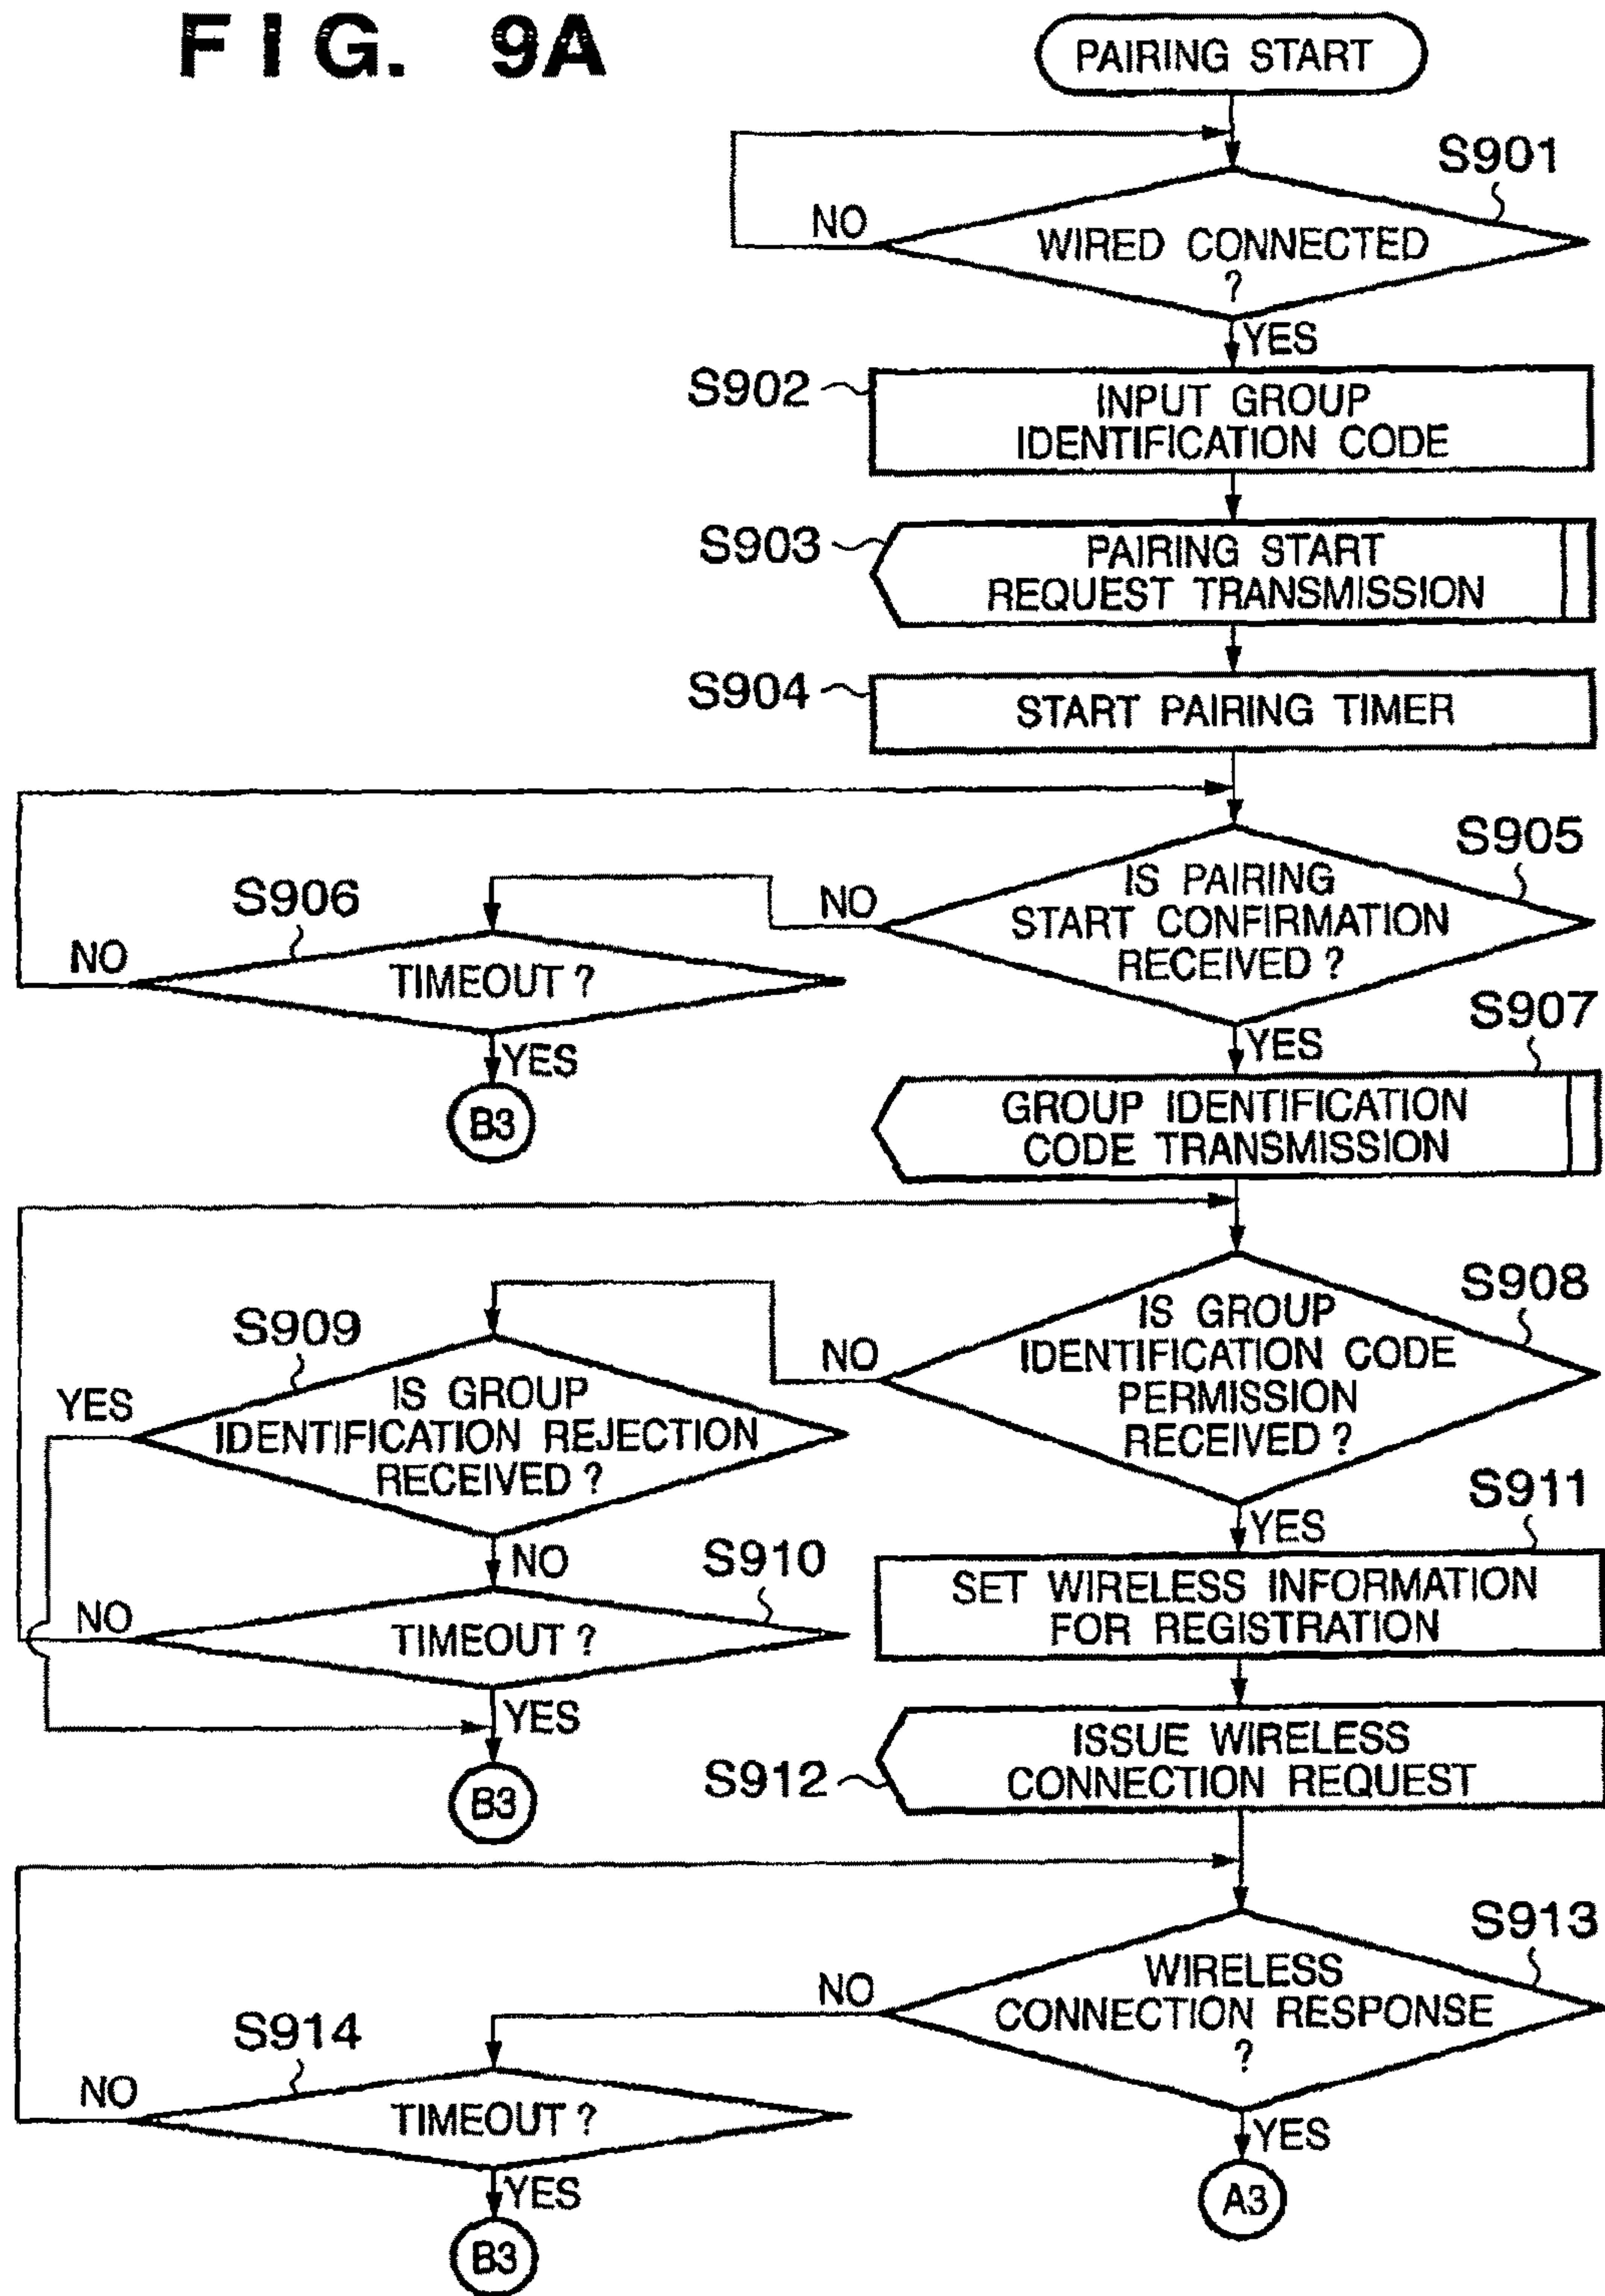 FIG. 9A
PAIRING START
S901
NO
WIRED CONNECTED
?
YES
S902
INPUT GROUP
IDENTIFICATION CODE
S903
PAIRING START
REQUEST TRANSMISSION
S904
START PAIRING TIMER
S905
IS PAIRING
START CONFIRMATION
RECEIVED ?
NO
S906
NO
TIMEOUT ?
YES
B3
YES
S907
GROUP IDENTIFICATION
CODE TRANSMISSION
S908
IS GROUP
IDENTIFICATION CODE
PERMISSION
RECEIVED ?
NO
S909
YES
IS GROUP
IDENTIFICATION REJECTION
RECEIVED ?
NO
S910
NO
TIMEOUT ?
YES
B3
YES
S911
SET WIRELESS INFORMATION
FOR REGISTRATION
S912
ISSUE WIRELESS
CONNECTION REQUEST
S913
WIRELESS
CONNECTION RESPONSE
?
NO
S914
NO
TIMEOUT ?
YES
B3
YES
A3